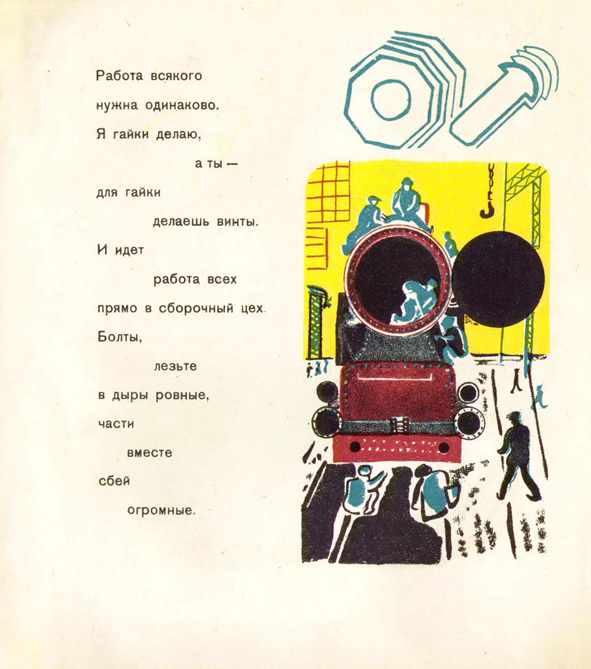 Работа всякого
нужна одинаково.
Я гайки делаю,
а ты —
для гайки
делаешь винты.
И идет
работа всех
прямо в сборочный цех.
Болты,
лезьте
в дыры ровные,
части
вместе
сбей
огромные.